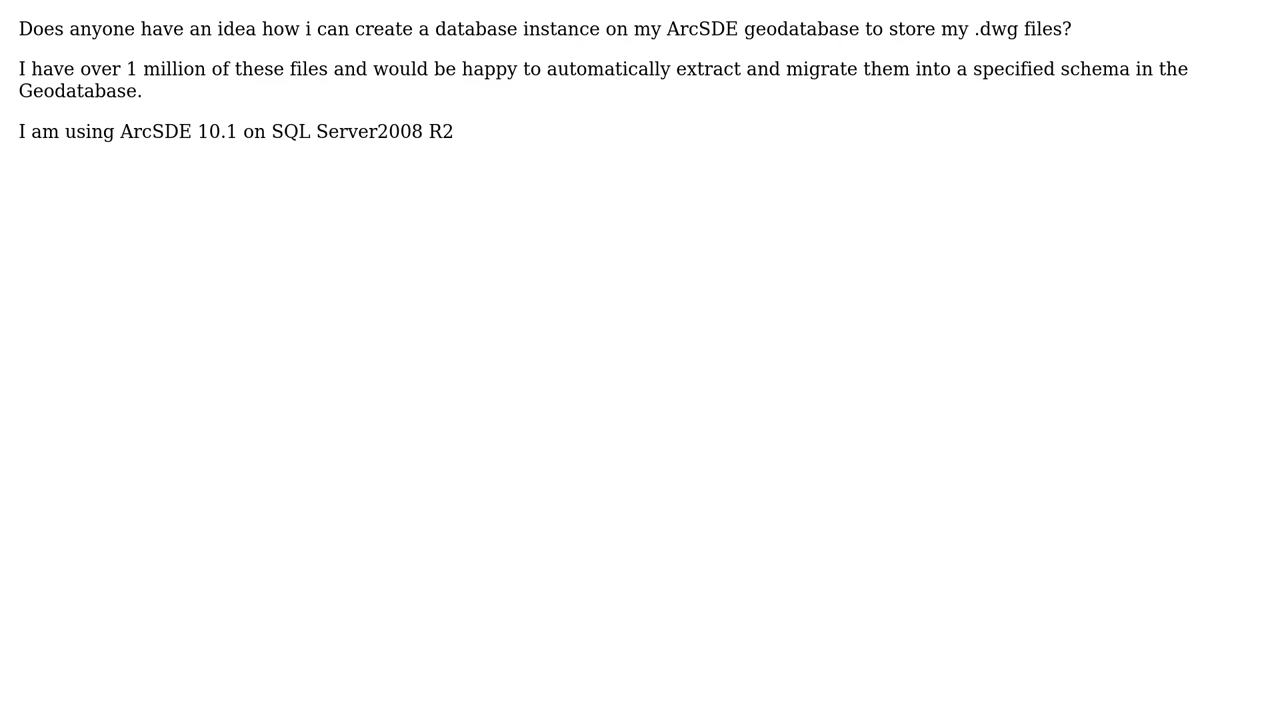 Does anyone have an idea how i can create a database instance on my ArcSDE geodatabase to store my .dwg files?
I have over 1 million of these files and would be happy to automatically extract and migrate them into a specified schema in the
Geodatabase.
I am using ArcSDE 10.1 on SQL Server2008 R2